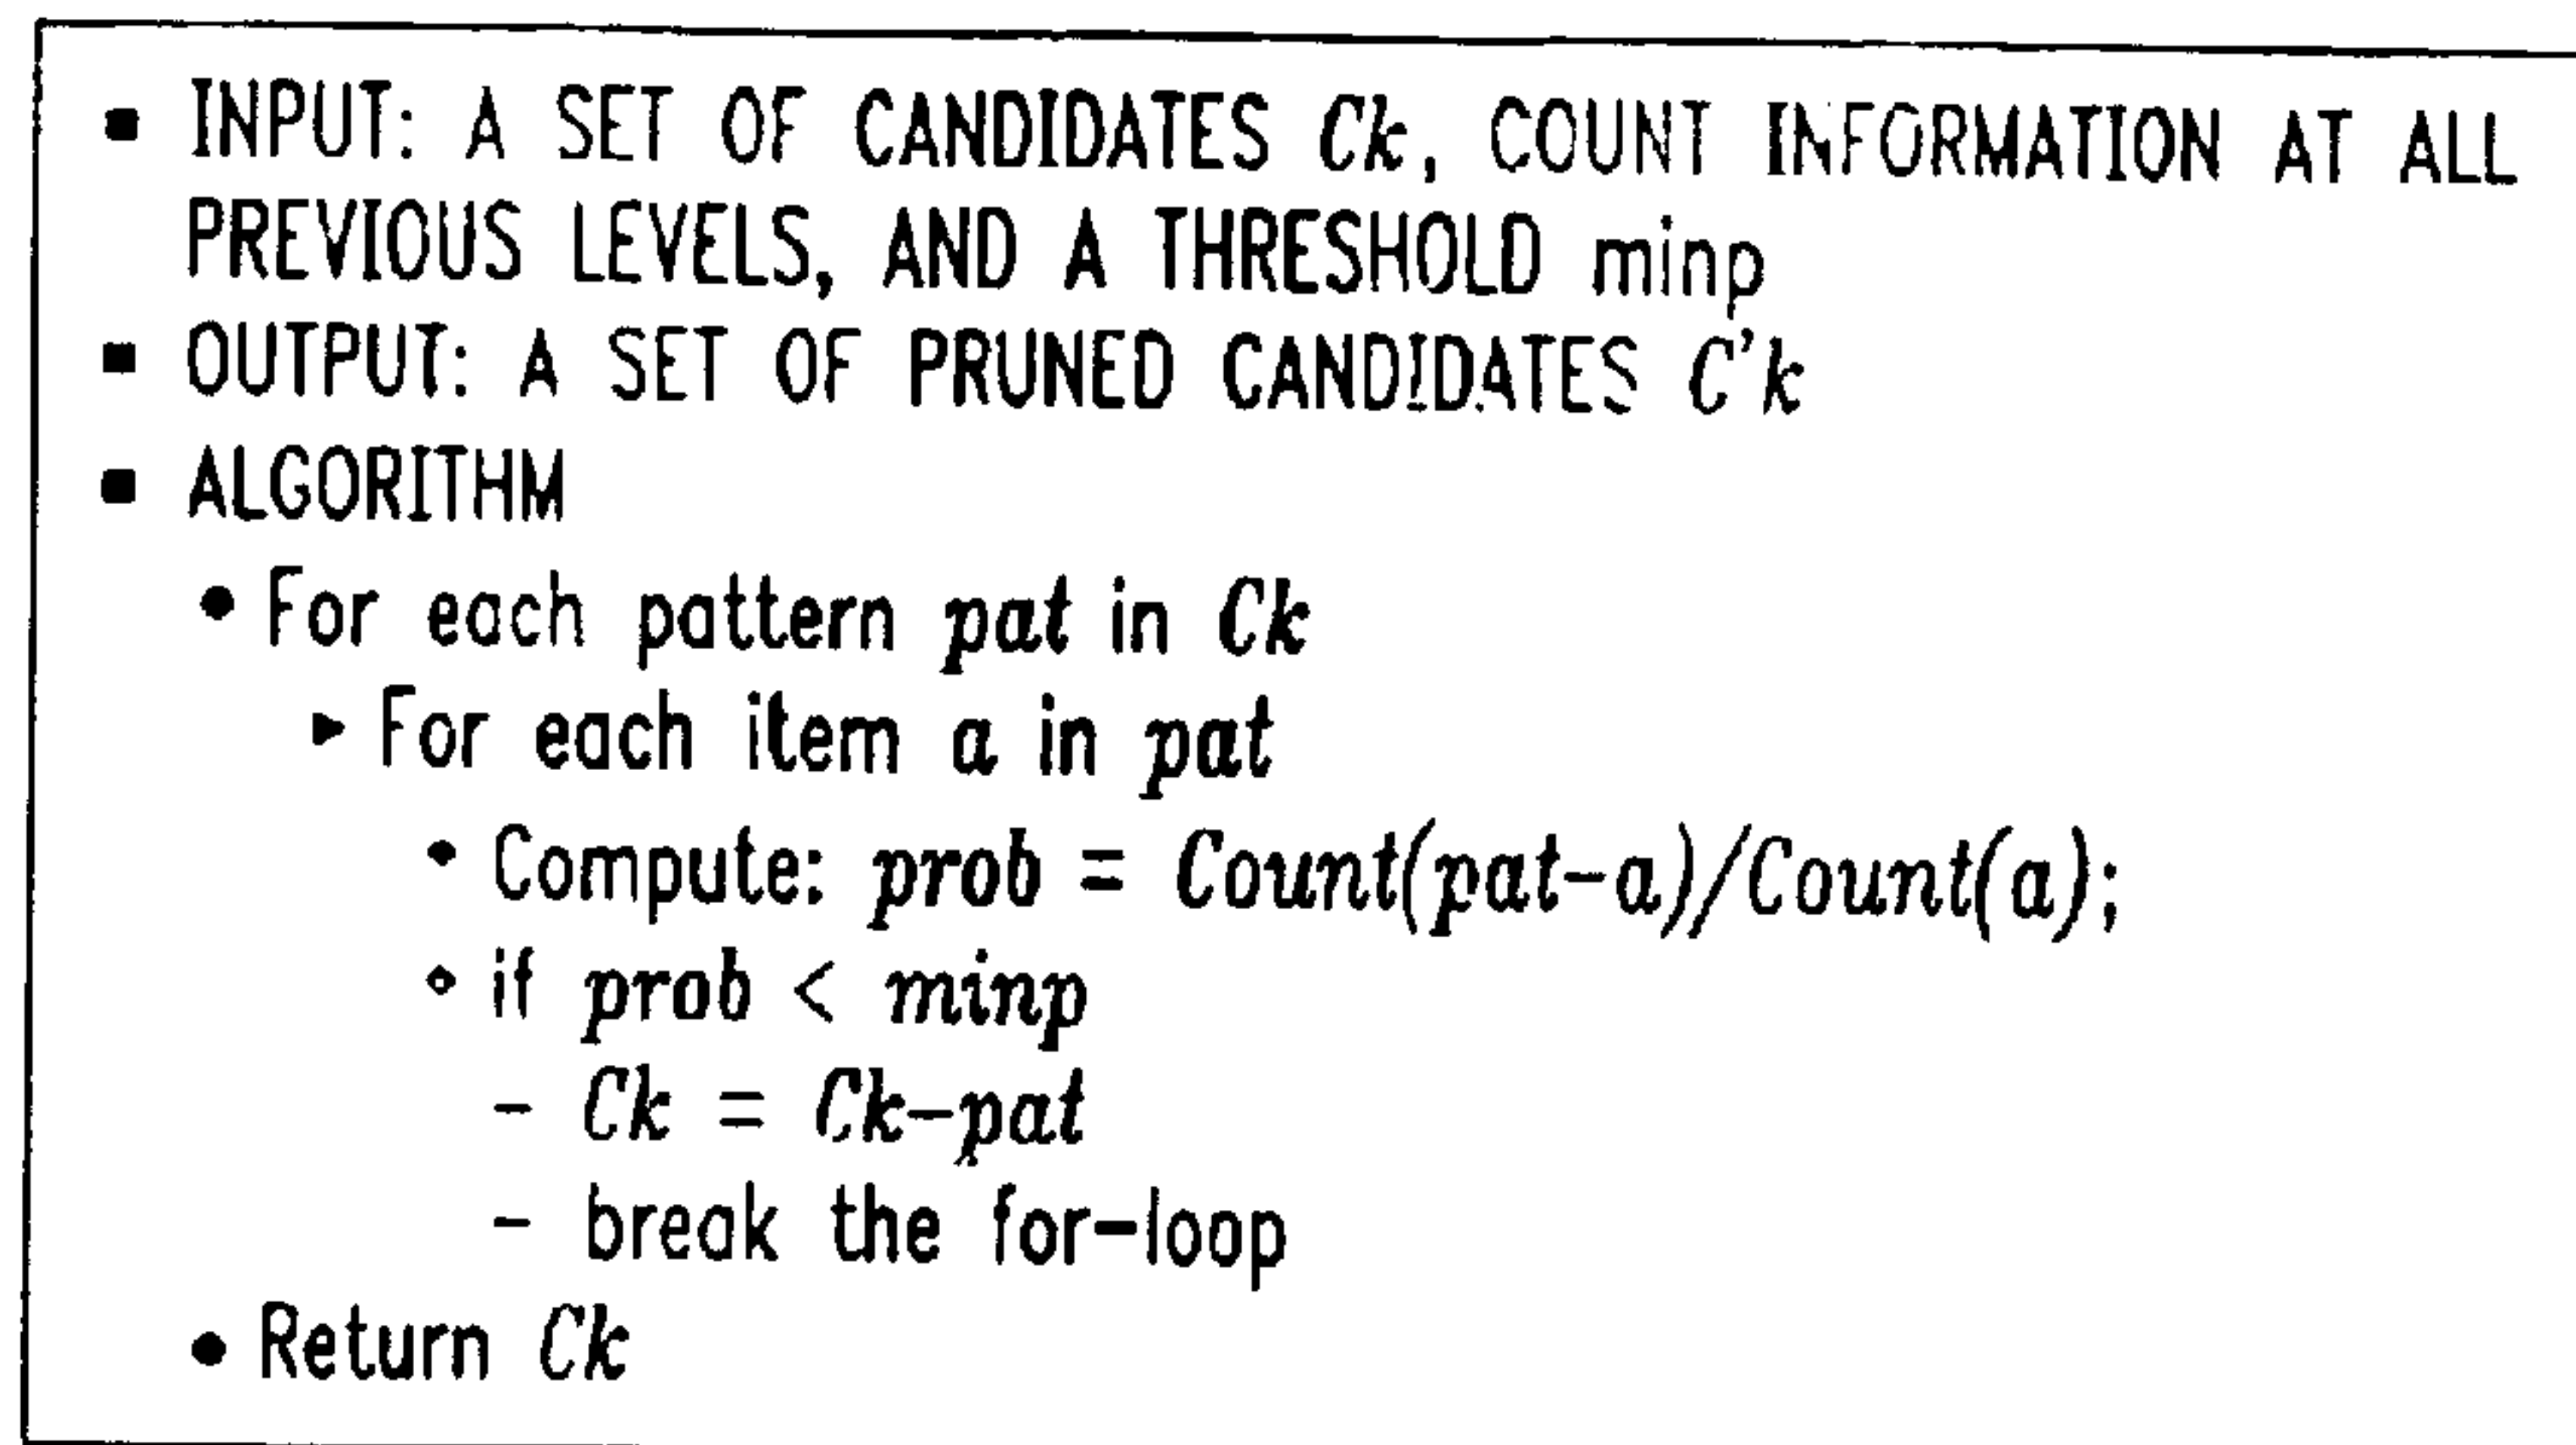 ▪ INPUT: A SET OF CANDIDATES Ck, COUNT INFORMATION AT ALL
PREVIOUS LEVELS, AND A THRESHOLD minp
▪ OUTPUT: A SET OF PRUNED CANDIDATES C'k
▪ ALGORITHM
• For each pattern pat in Ck
▸ For each item a in pat
⬥ Compute: prob = Count(pat-a)/Count(a);
⋄ if prob < minp
- Ck = Ck-pat
- break the for-loop
• Return Ck